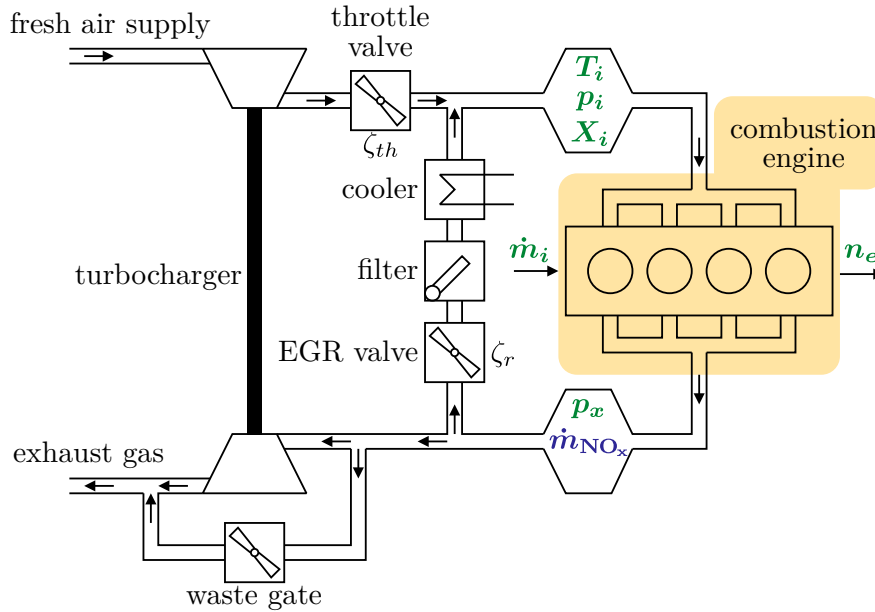 throttle
valve
fresh air supply
ζth
T_i
p_i
X_i
combustion
engine
cooler
ṁ_i
n_e
filter
turbocharger
EGR valve
ζ_r
p_x
ṁ_NOx
exhaust gas
waste gate